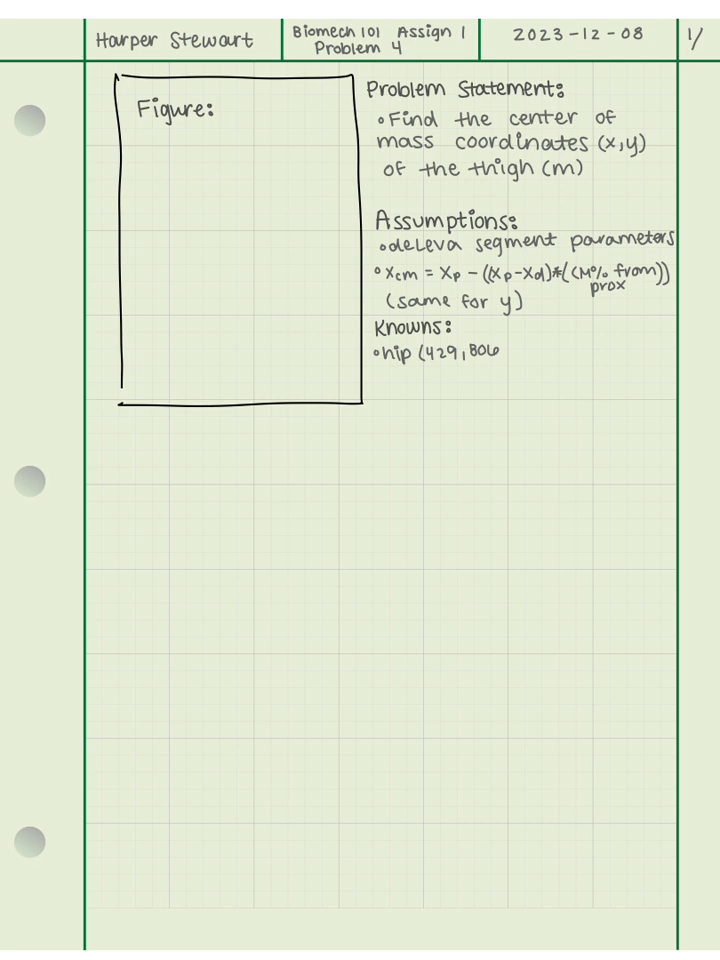 Harper Stewart
Biomech 101 Assign 1
Problem 4
2023-12-08
1/
Figure:
Problem Statement:
•Find the center of
mass coordinates (x,y)
of the thigh (m)
Assumptions:
•deLeva segment parameters
•Xcm = Xp - ((Xp-Xd)*((M% from))
prox
(same for y)
Knowns:
•hip (429,806